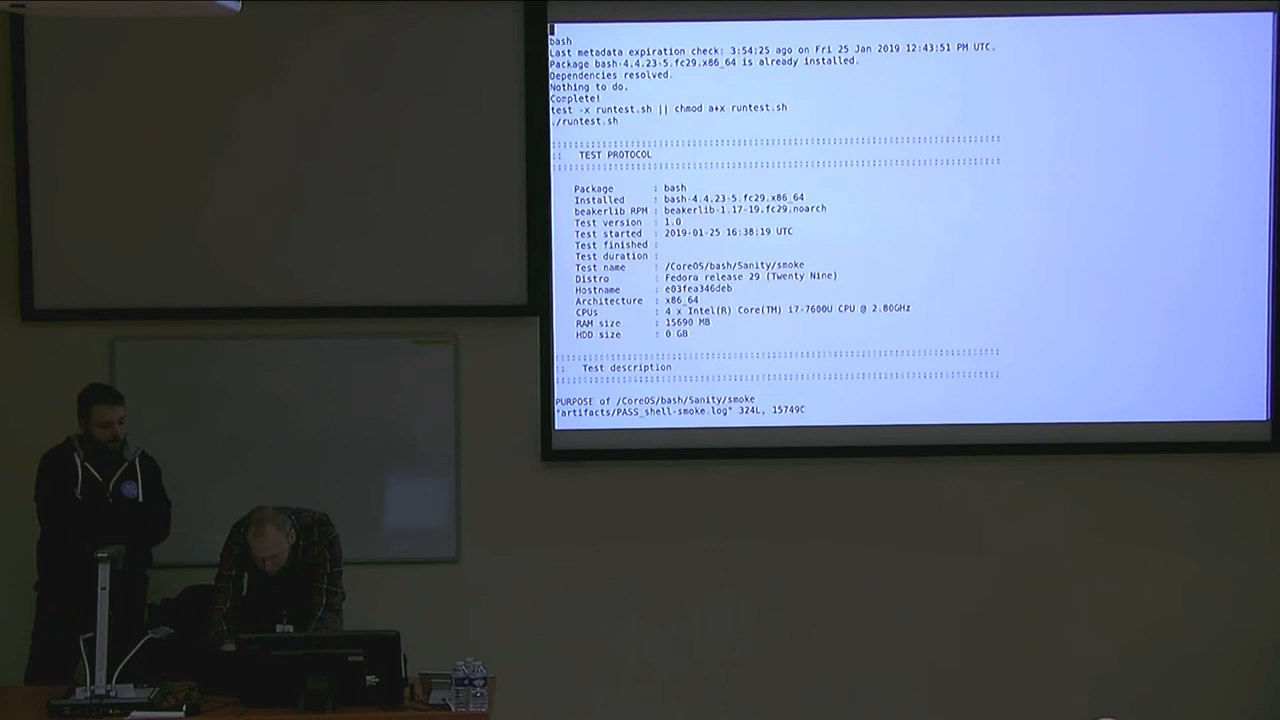 bash
Last metadata expiration check: 3:54:25 ago on Fri 25 Jan 2019 12:43:51 PM UTC.
Package bash-4.4.23-5.fc29.x86_64 is already installed.
Dependencies resolved.
Nothing to do.
Complete!
test -x runtest.sh || chmod a+x runtest.sh
./runtest.sh
:: TEST PROTOCOL
Package : bash
Installed : bash-4.4.23-5.fc29.x86_64
beakerlib RPM : beakerlib-1.17-19.fc29.noarch
Test version : 1.0
Test started : 2019-01-25 16:38:19 UTC
Test finished :
Test duration :
Test name : /CoreOS/bash/Sanity/smoke
Distro : Fedora release 29 (Twenty Nine)
Hostname : e03fea346deb
Architecture : x86_64
CPUs : 4 x Intel(R) Core(TM) i7-7600U CPU @ 2.80GHz
RAM size : 15690 MB
HDD size : 0 GB
:: Test description
PURPOSE of /CoreOS/bash/Sanity/smoke
"artifacts/PASS_shell-smoke.log" 324L, 15749C